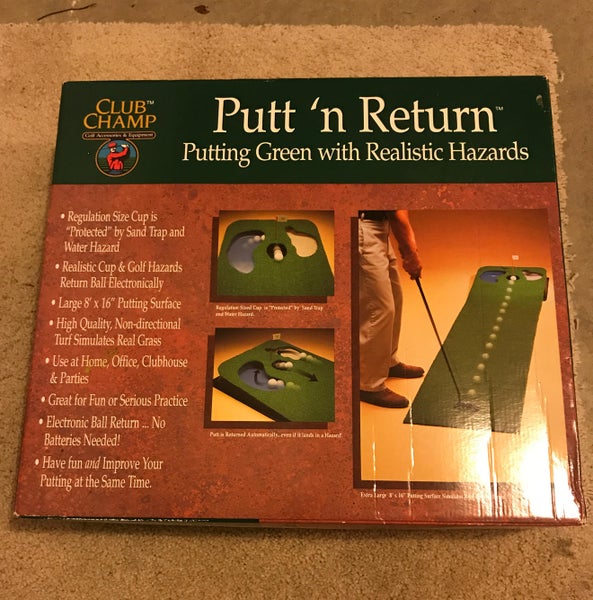 CLUB™
CHAMP
Golf Accessories & Equipment
Putt 'n Return™
Putting Green with Realistic Hazards
• Regulation Size Cup is
"Protected" by Sand Trap and
Water Hazard
• Realistic Cup & Golf Hazards
Return Ball Electronically
• Large 8' x 16" Putting Surface
• High Quality, Non-directional
Turf Simulates Real Grass
• Use at Home, Office, Clubhouse
& Parties
• Great for Fun or Serious Practice
• Electronic Ball Return ... No
Batteries Needed!
• Have fun and Improve Your
Putting at the Same Time.
Regulation Sized Cup is "Protected" by Sand Trap
and Water Hazard.
Putt is Returned Automatically, even if it lands in a Hazard!
Extra Large 8' x 16" Putting Surface Simulates